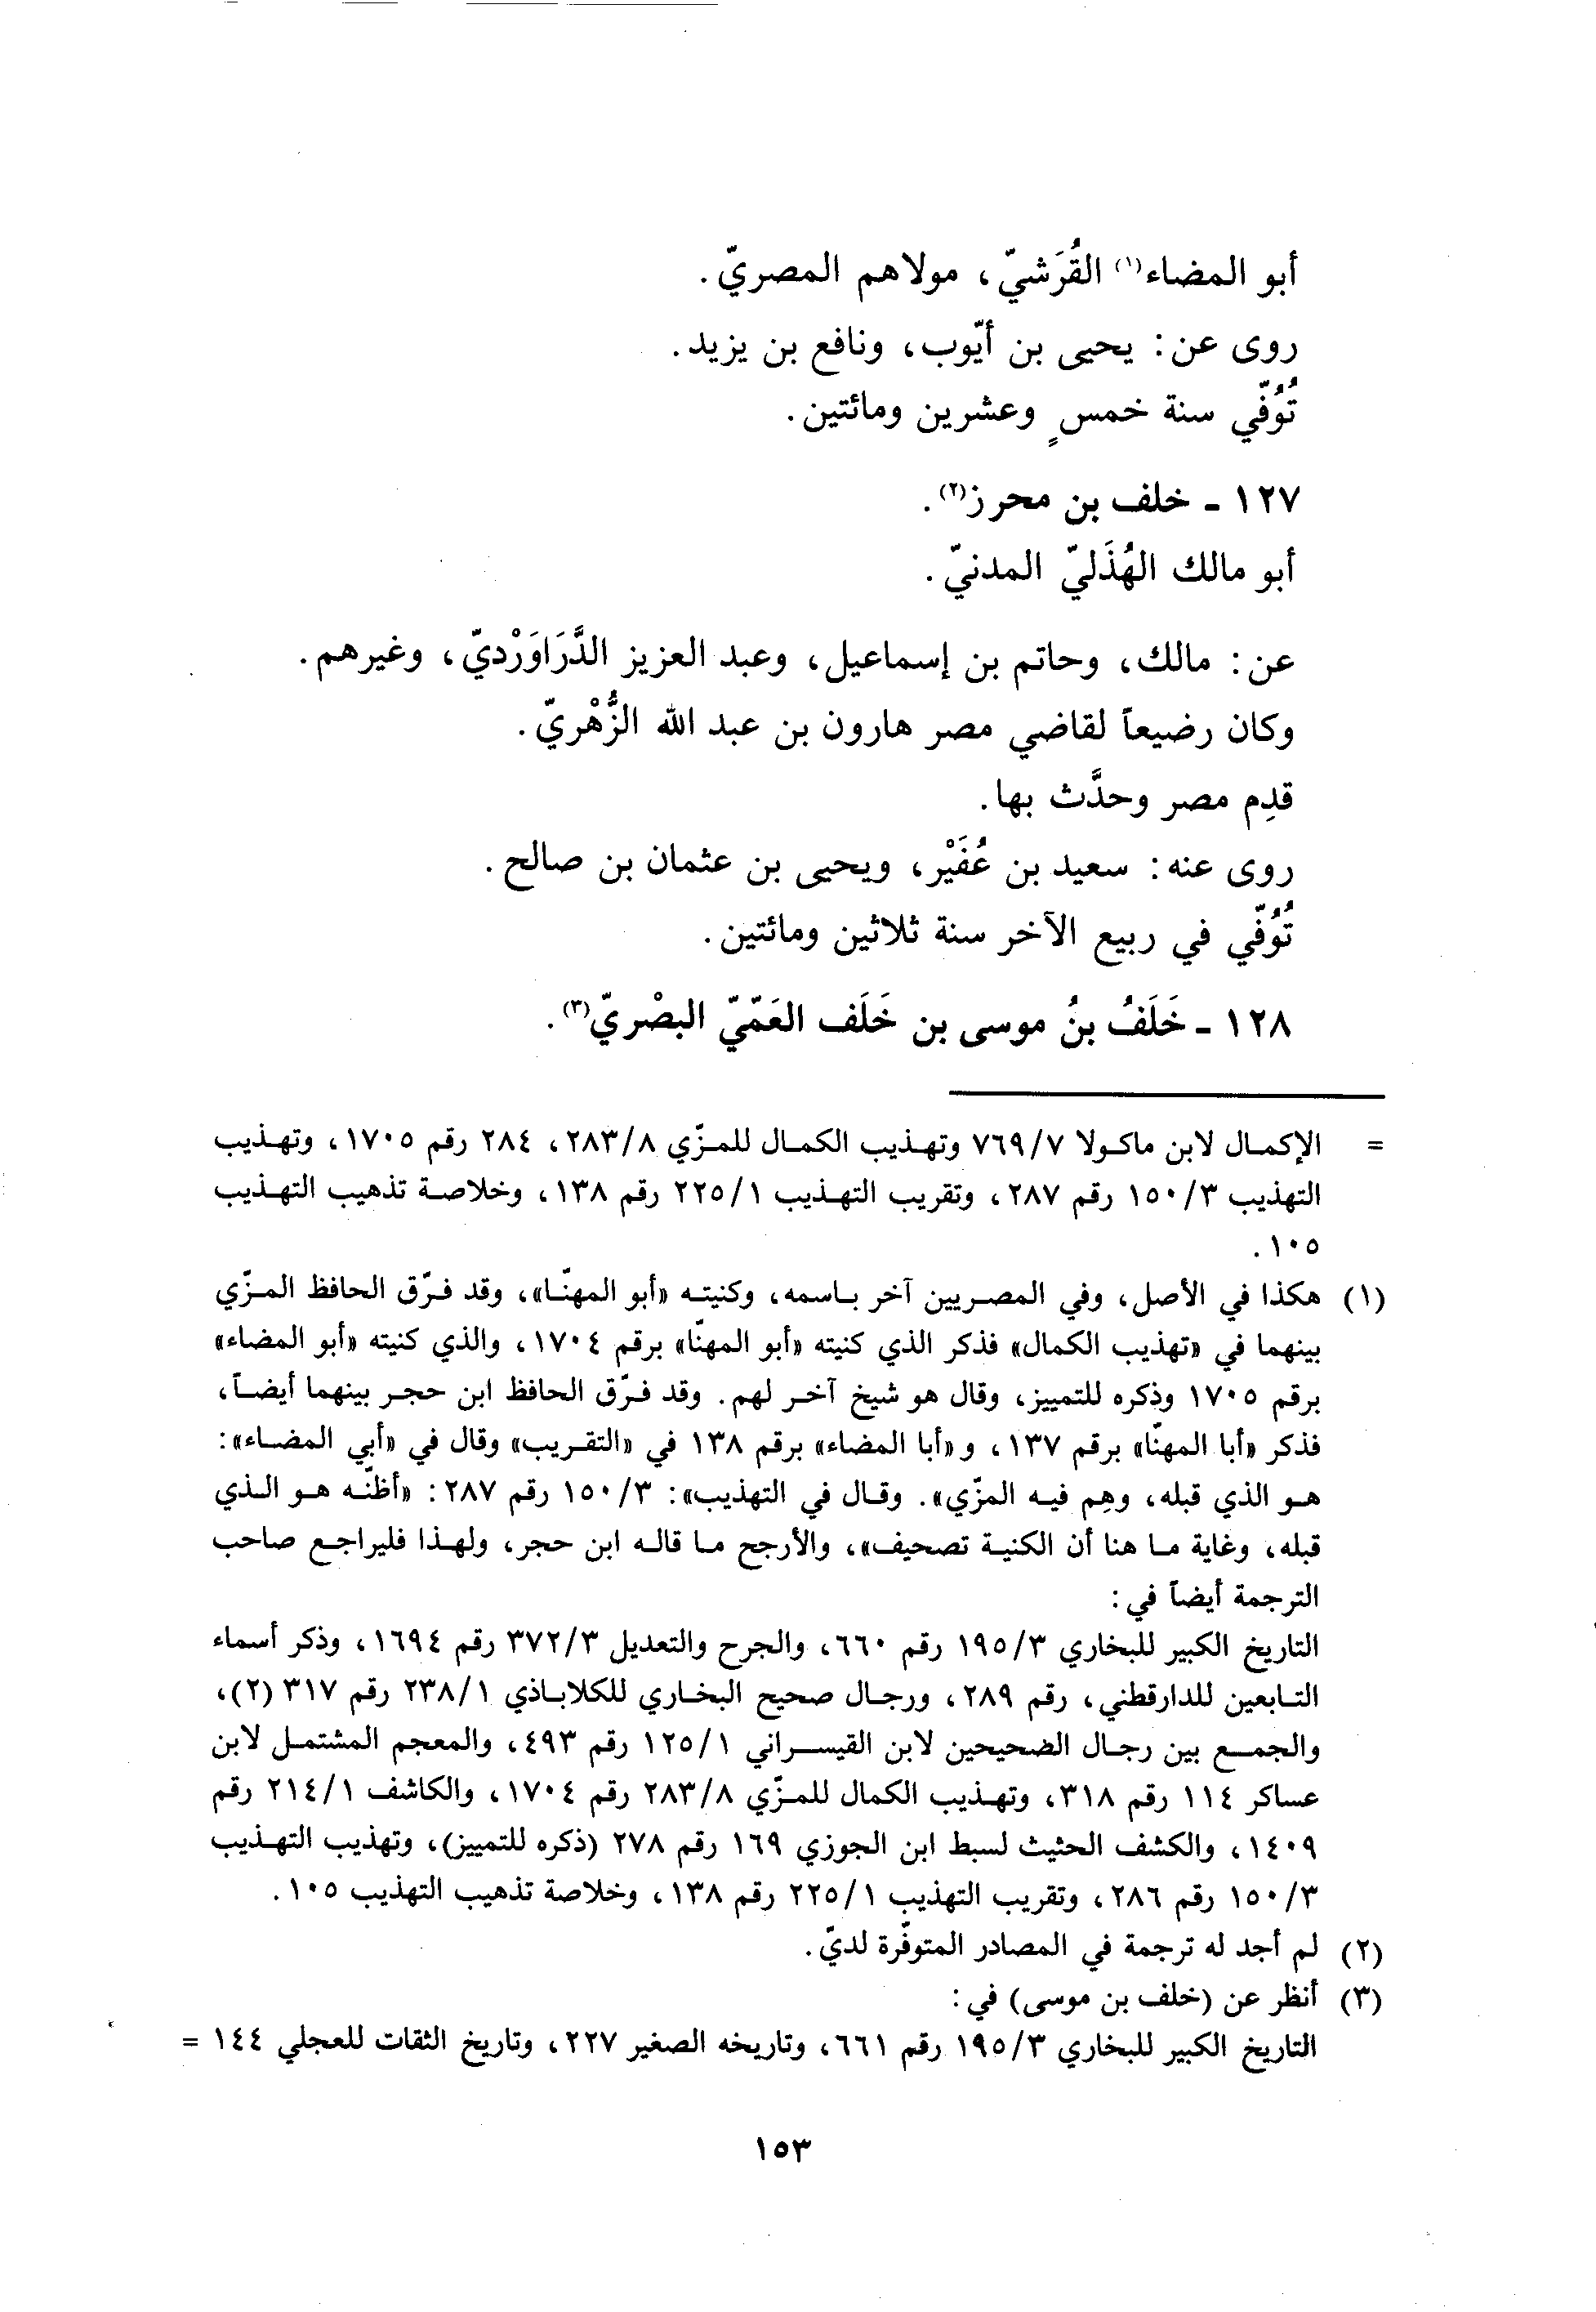 أبو المضاء(١) القُرَشيّ، مولاهم المصريّ.
روى عن: يحيى بن أيّوب، ونافع بن يزيد.
تُوُفّي سنة خمسٍ وعشرين ومائتين.
١٢٧ ـ خلف بن محرز(٢).
أبو مالك الهُذَليّ المدنيّ.
عن: مالك، وحاتم بن إسماعيل، وعبد العزيز الدَّرَاوَرْديّ، وغيرهم.
وكان رضيعاً لقاضي مصر هارون بن عبد الله الزُّهْريّ.
قدِم مصر وحدَّث بها.
روى عنه: سعيد بن عُفَيْر، ويحيى بن عثمان بن صالح.
تُوُفّي في ربيع الآخر سنة ثلاثين ومائتين.
١٢٨ ـ خَلَفُ بنُ موسى بن خَلَف العَمّيّ البصْريّ(٣).
= الإكمال لابن ماكولا ٧٦٩/٧ وتهذيب الكمال للمزّي ٢٨٣/٨، ٢٨٤ رقم ١٧٠٥، وتهذيب
التهذيب ١٥٠/٣ رقم ٢٨٧، وتقريب التهذيب ٢٢٥/١ رقم ١٣٨، وخلاصة تذهيب التهذيب
١٠٥.
(١) هكذا في الأصل، وفي المصريين آخر باسمه، وكنيته «أبو المهنّا»، وقد فرّق الحافظ المزّي
بينهما في «تهذيب الكمال» فذكر الذي كنيته «أبو المهنّا» برقم ١٧٠٤، والذي كنيته «أبو المضاء»
برقم ١٧٠٥ وذكره للتمييز، وقال هو شيخ آخر لهم. وقد فرّق الحافظ ابن حجر بينهما أيضاً،
فذكر «أبا المهنّا» برقم ١٣٧، و«أبا المضاء» برقم ١٣٨ في «التقريب» وقال في «أبي المضاء»:
هو الذي قبله، وهِم فيه المزّي». وقال في التهذيب»: ١٥٠/٣ رقم ٢٨٧: «أظنّه هو الذي
قبله، وغاية ما هنا أن الكنية تصحيف»، والأرجح ما قاله ابن حجر، ولهذا فليراجع صاحب
الترجمة أيضاً في:
التاريخ الكبير للبخاري ١٩٥/٣ رقم ٦٦٠، والجرح والتعديل ٣٧٢/٣ رقم ١٦٩٤، وذكر أسماء
التابعين للدارقطني، رقم ٢٨٩، ورجال صحيح البخاري للكلاباذي ٢٣٨/١ رقم ٣١٧ (٢)،
والجمع بين رجال الضحيحين لابن القيسراني ١٢٥/١ رقم ٤٩٣، والمعجم المشتمل لابن
عساكر ١١٤ رقم ٣١٨، وتهذيب الكمال للمزّي ٢٨٣/٨ رقم ١٧٠٤، والكاشف ٢١٤/١ رقم
١٤٠٩، والكشف الحثيث لسبط ابن الجوزي ١٦٩ رقم ٢٧٨ (ذكره للتمييز)، وتهذيب التهذيب
١٥٠/٣ رقم ٢٨٦، وتقريب التهذيب ٢٢٥/١ رقم ١٣٨، وخلاصة تذهيب التهذيب ١٠٥.
(٢) لم أجد له ترجمة في المصادر المتوفّرة لديّ.
(٣) أنظر عن (خلف بن موسى) في:
التاريخ الكبير للبخاري ١٩٥/٣ رقم ٦٦١، وتاريخه الصغير ٢٢٧، وتاريخ الثقات للعجلي ١٤٤ =
١٥٣